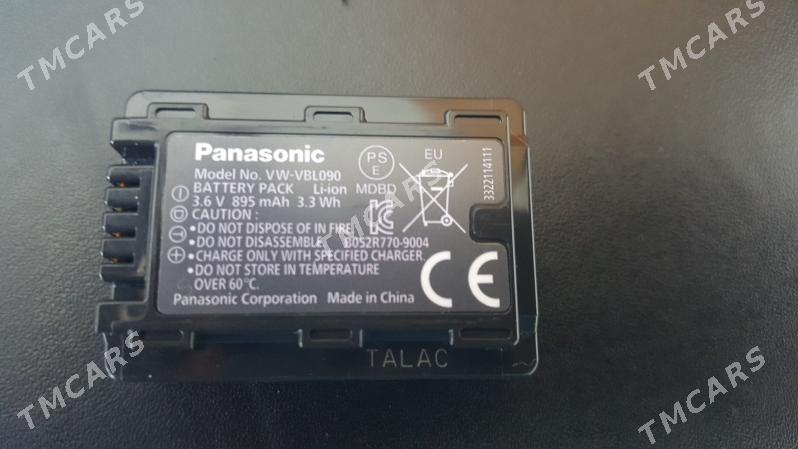 Panasonic
Model No. VW-VBL090
BATTERY PACK Li-ion
3.6 V 895 mAh 3.3 Wh
CAUTION :
•DO NOT DISPOSE OF IN FIRE.
•DO NOT DISASSEMBLE. B052R770-9004
•CHARGE ONLY WITH SPECIFIED CHARGER.
•DO NOT STORE IN TEMPERATURE
OVER 60°C.
Panasonic Corporation Made in China
PS
E
MDBD
EU
3322114111
CE
TALAC
TMCARS
TMCARS
TMCARS
TMCARS
TMCARS